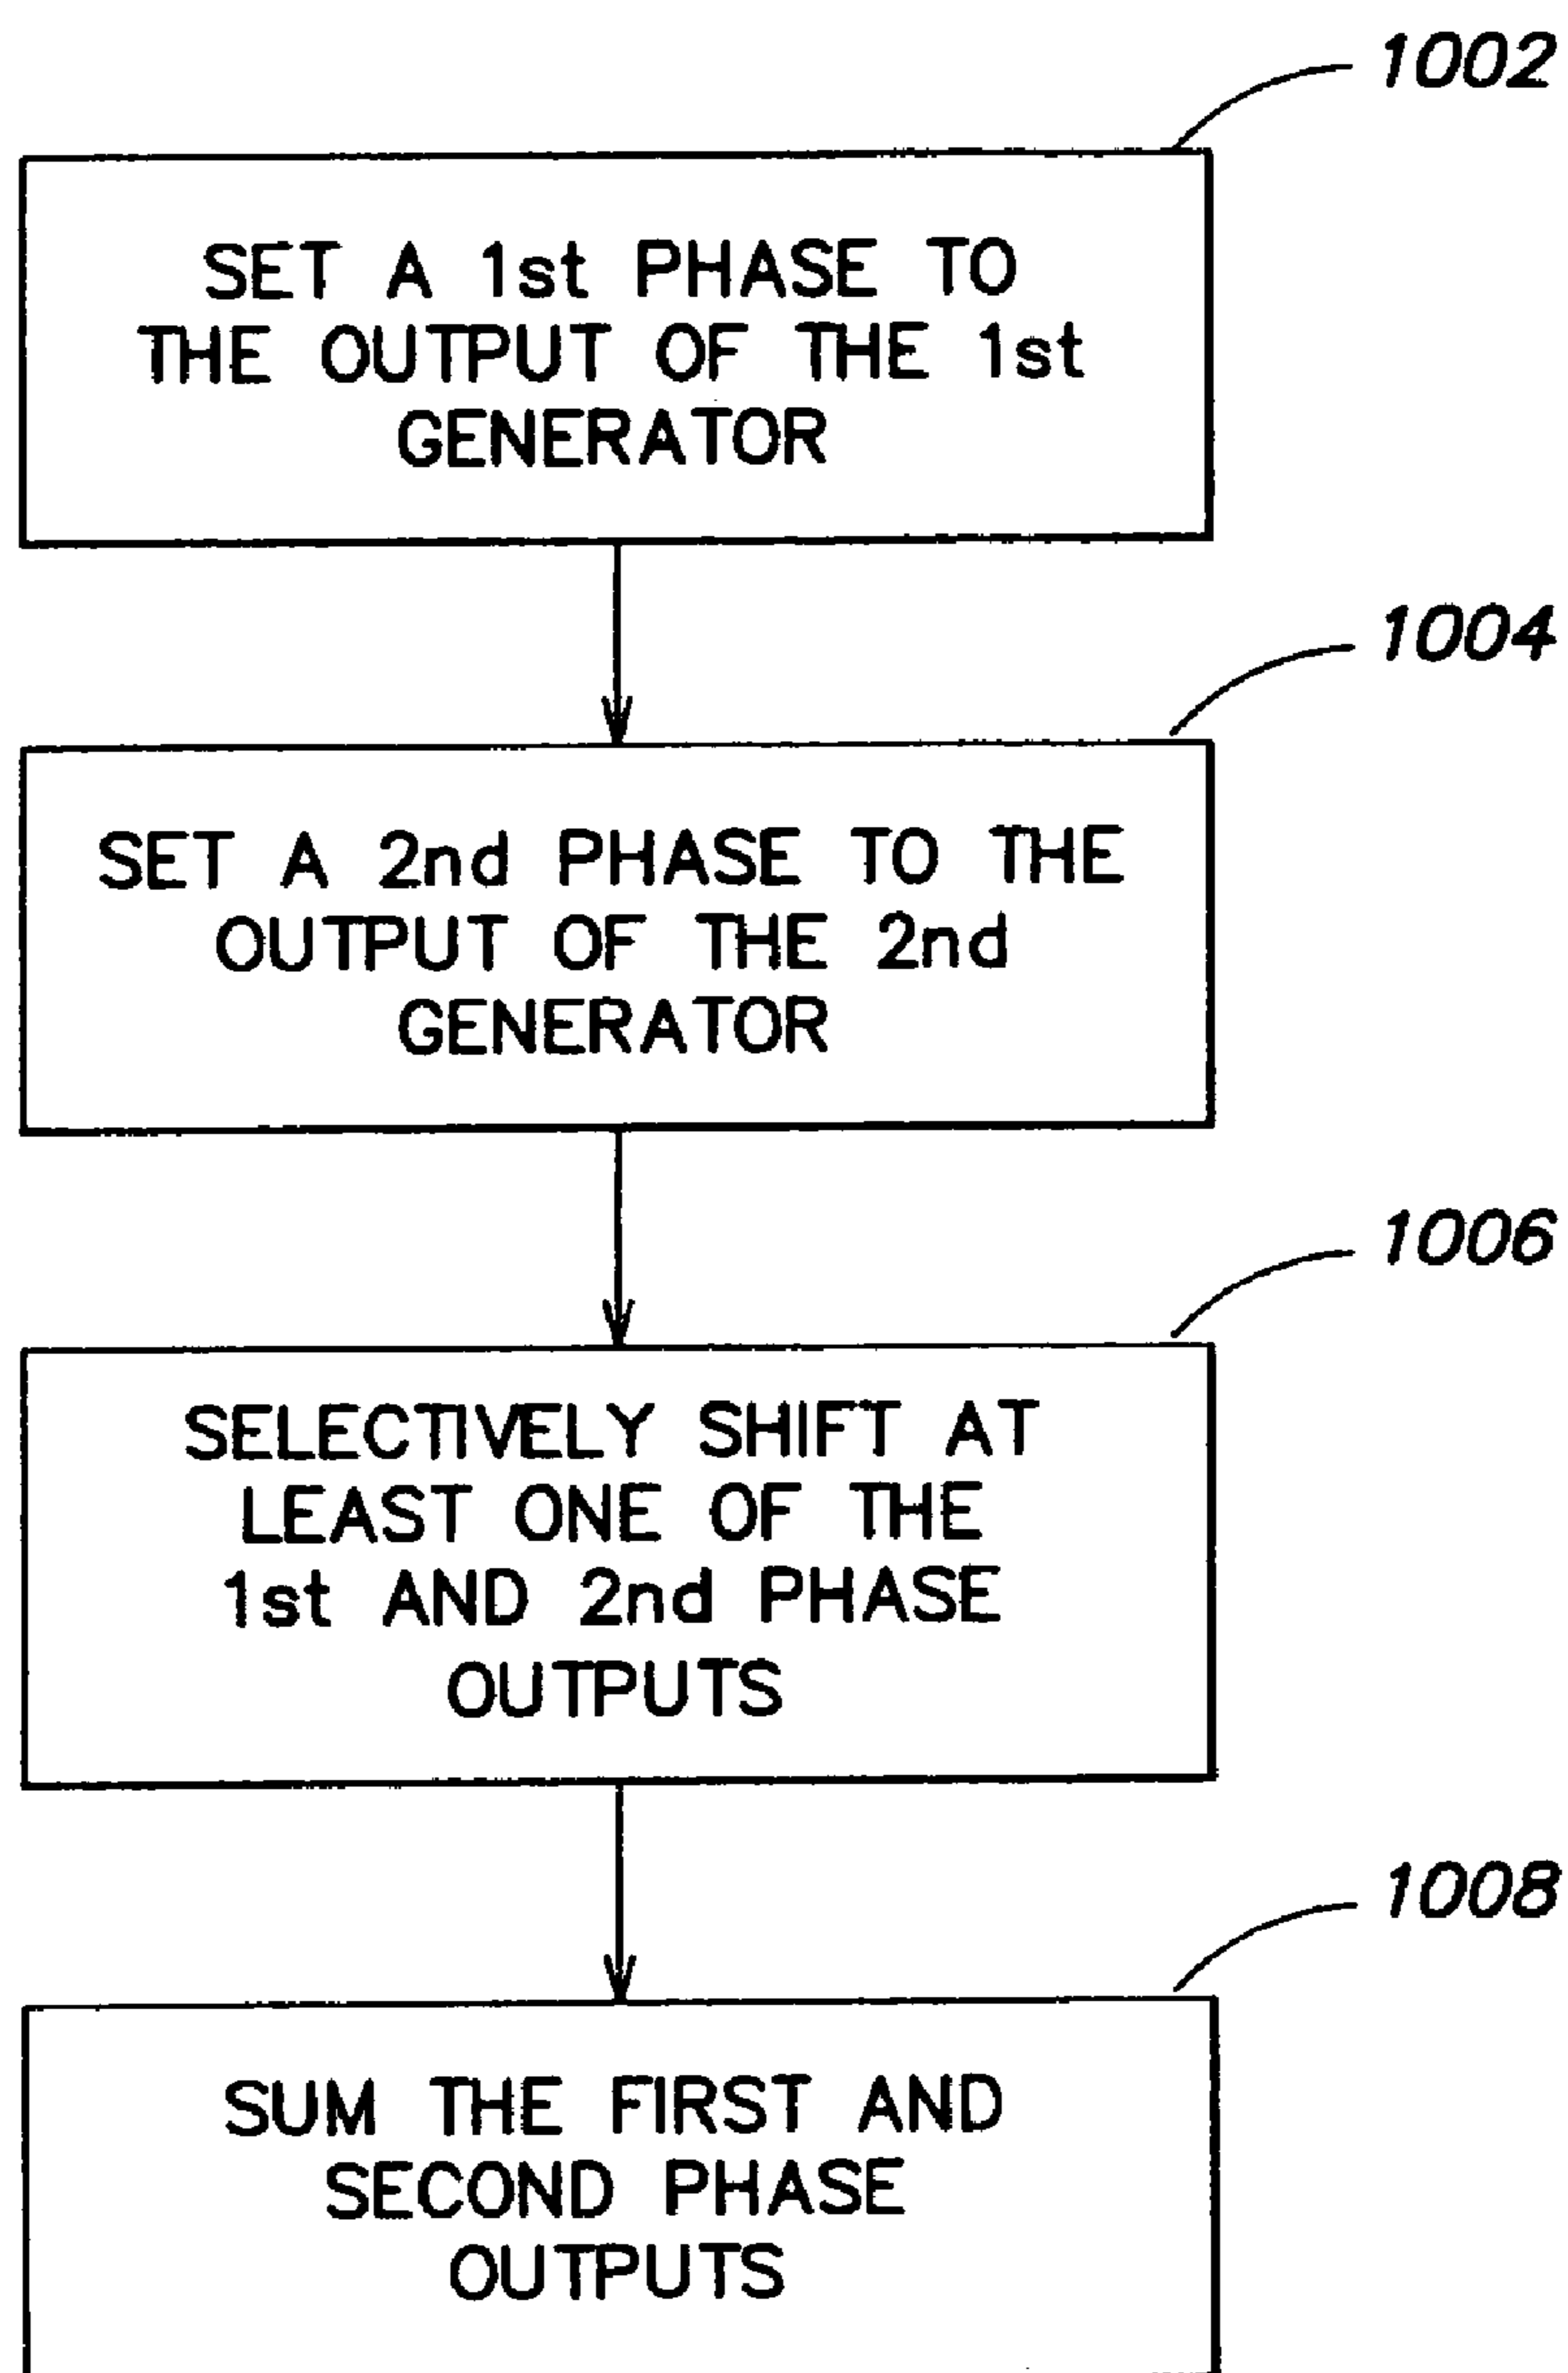 1002
SET A 1st PHASE TO
THE OUTPUT OF THE 1st
GENERATOR
1004
SET A 2nd PHASE TO THE
OUTPUT OF THE 2nd
GENERATOR
1006
SELECTIVELY SHIFT AT
LEAST ONE OF THE
1st AND 2nd PHASE
OUTPUTS
1008
SUM THE FIRST AND
SECOND PHASE
OUTPUTS